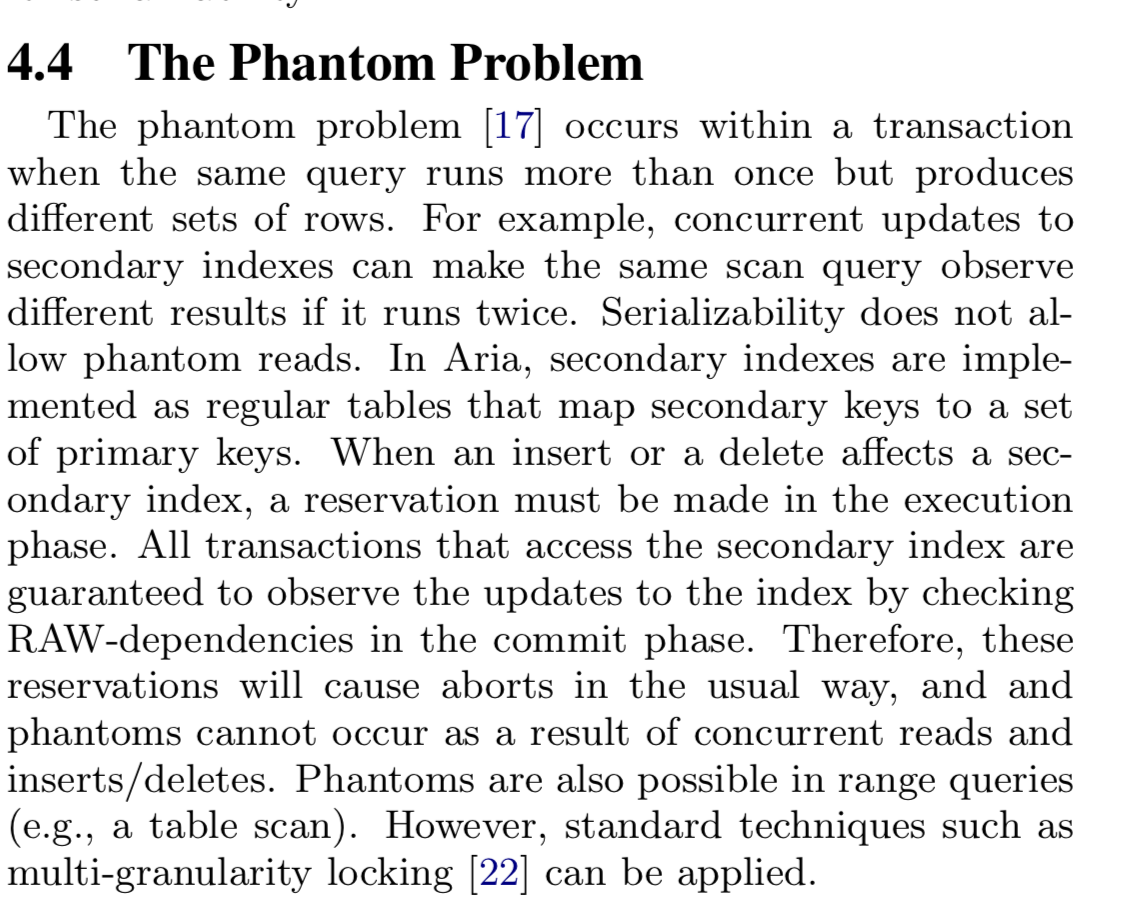 4.4 The Phantom Problem
The phantom problem [17] occurs within a transaction
when the same query runs more than once but produces
different sets of rows. For example, concurrent updates to
secondary indexes can make the same scan query observe
different results if it runs twice. Serializability does not al-
low phantom reads. In Aria, secondary indexes are imple-
mented as regular tables that map secondary keys to a set
of primary keys. When an insert or a delete affects a sec-
ondary index, a reservation must be made in the execution
phase. All transactions that access the secondary index are
guaranteed to observe the updates to the index by checking
RAW-dependencies in the commit phase. Therefore, these
reservations will cause aborts in the usual way, and and
phantoms cannot occur as a result of concurrent reads and
inserts/deletes. Phantoms are also possible in range queries
(e.g., a table scan). However, standard techniques such as
multi-granularity locking [22] can be applied.